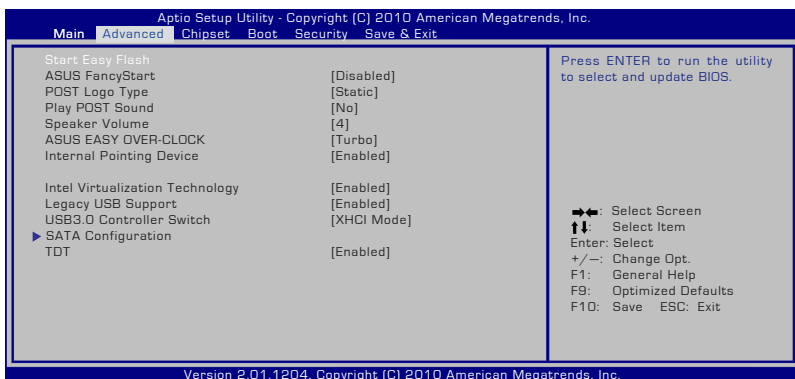 Aptio Setup Utility - Copyright (C) 2010 American Megatrends, Inc.
Main Advanced Chipset Boot Security Save & Exit
Start Easy Flash
ASUS FancyStart [Disabled]
POST Logo Type [Static]
Play POST Sound [No]
Speaker Volume [4]
ASUS EASY OVER-CLOCK [Turbo]
Internal Pointing Device [Enabled]
Intel Virtualization Technology [Enabled]
Legacy USB Support [Enabled]
USB3.0 Controller Switch [XHCI Mode]
SATA Configuration
TDT [Enabled]
Press ENTER to run the utility
to select and update BIOS.
→←: Select Screen
↑↓: Select Item
Enter: Select
+/—: Change Opt.
F1: General Help
F9: Optimized Defaults
F10: Save ESC: Exit
Version 2.01.1204. Copyright (C) 2010 American Megatrends, Inc.